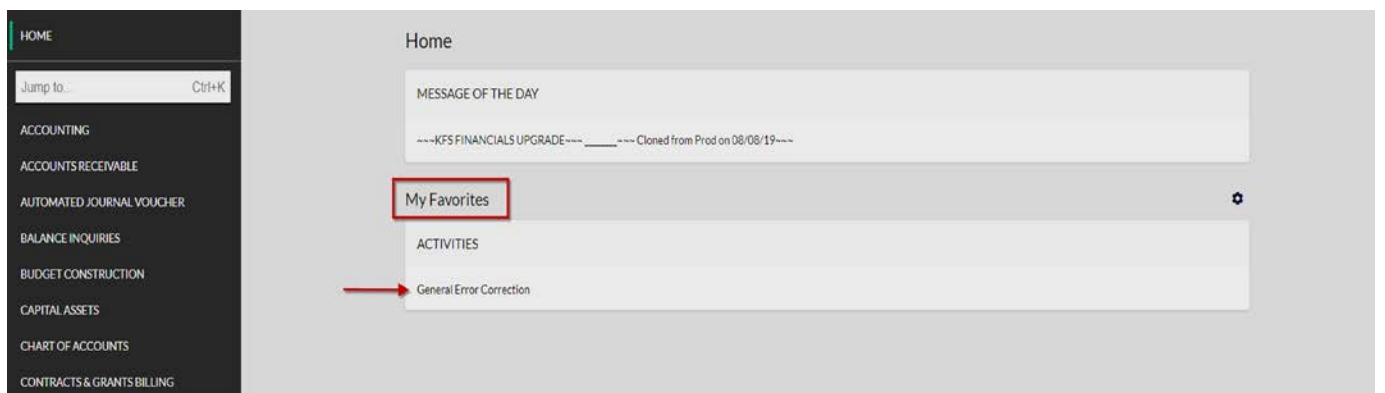 HOME
Jump to... Ctrl+K
ACCOUNTING
ACCOUNTS RECEIVABLE
AUTOMATED JOURNAL VOUCHER
BALANCE INQUIRIES
BUDGET CONSTRUCTION
CAPITAL ASSETS
CHART OF ACCOUNTS
CONTRACTS & GRANTS BILLING
Home
MESSAGE OF THE DAY
~~~KFS FINANCIALS UPGRADE~~~ ______~~~ Cloned from Prod on 08/08/19~~~
My Favorites
ACTIVITIES
General Error Correction